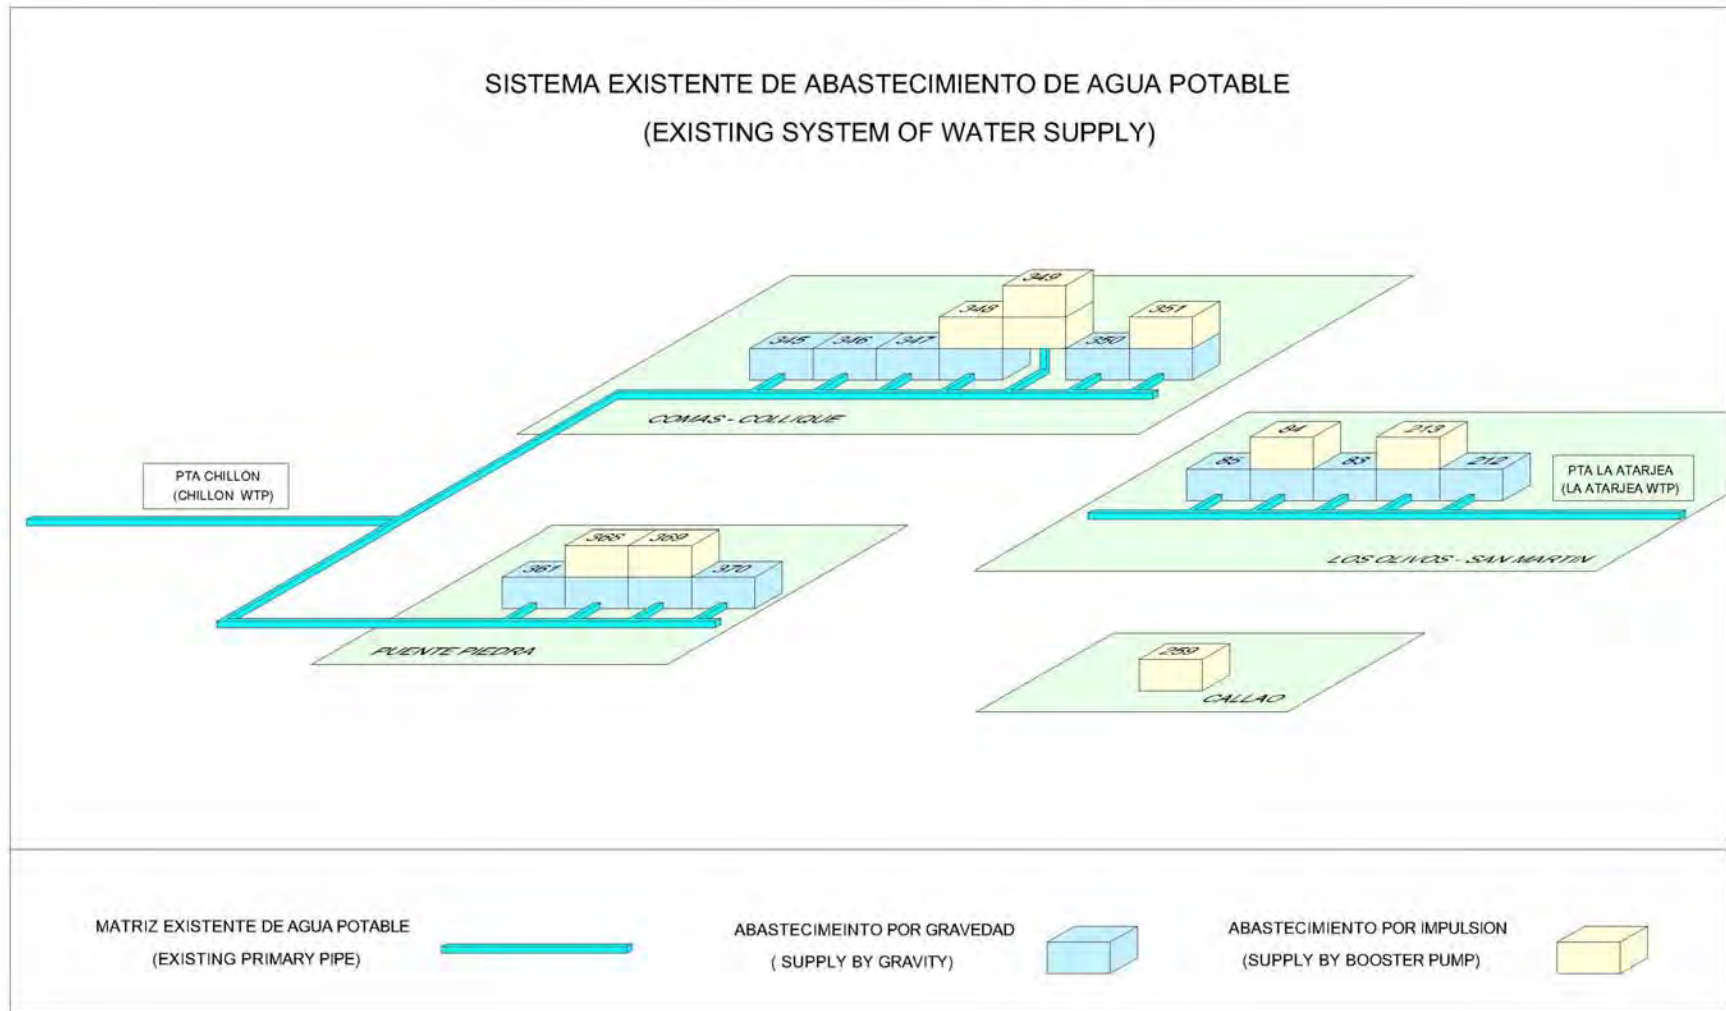 SISTEMA EXISTENTE DE ABASTECIMIENTO DE AGUA POTABLE
(EXISTING SYSTEM OF WATER SUPPLY)
349
348
351
345 346 347 350
COMAS - COLLIQUE
84 213
85 83 212
PTA CHILLON
(CHILLON WTP)
PTA LA ATARJEA
(LA ATARJEA WTP)
LOS OLIVOS - SAN MARTIN
369
361 370
PUENTE PIEDRA
259
CALLAO
MATRIZ EXISTENTE DE AGUA POTABLE
(EXISTING PRIMARY PIPE)
ABASTECIMEINTO POR GRAVEDAD
( SUPPLY BY GRAVITY)
ABASTECIMIENTO POR IMPULSION
(SUPPLY BY BOOSTER PUMP)